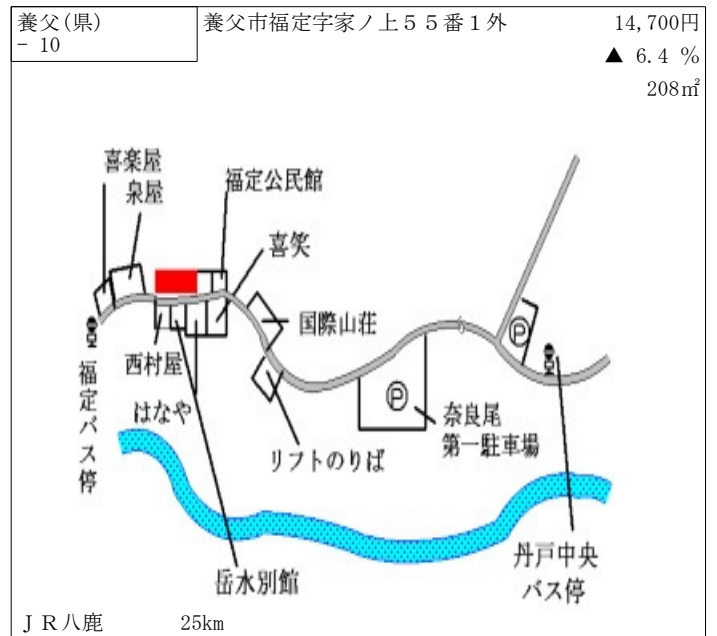 養父(県)
- 10
養父市福定字家ノ上５５番１外
14,700円
▲ 6.4 %
208㎡
喜楽屋
泉屋
福定公民館
喜笑
国際山荘
西村屋
はなや
福定バス停
リフトのりば
Ⓟ
奈良尾
第一駐車場
Ⓟ
岳水別館
丹戸中央
バス停
ＪＲ八鹿 25km